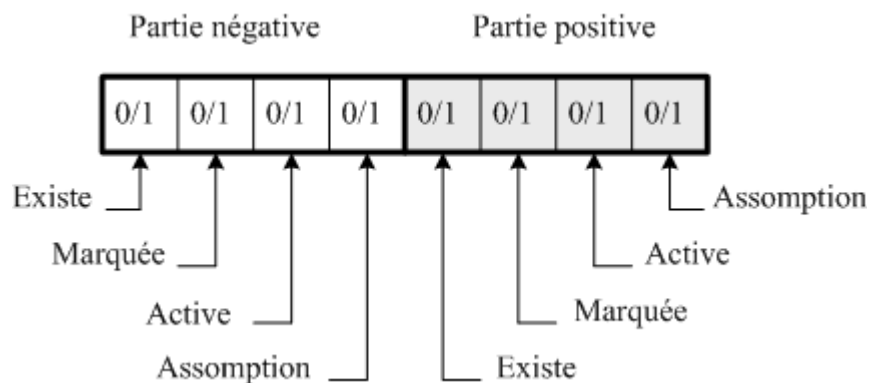 Partie négative Partie positive
0/1 0/1 0/1 0/1 0/1 0/1 0/1 0/1
Existe Assomption
Marquée Active
Active Marquée
Assomption Existe